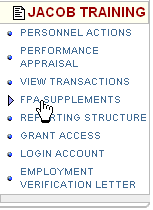 JACOB TRAINING
PERSONNEL ACTIONS
PERFORMANCE
APPRAISAL
VIEW TRANSACTIONS
FPA SUPPLEMENTS
REPORTING STRUCTURE
GRANT ACCESS
LOGIN ACCOUNT
EMPLOYMENT
VERIFICATION LETTER